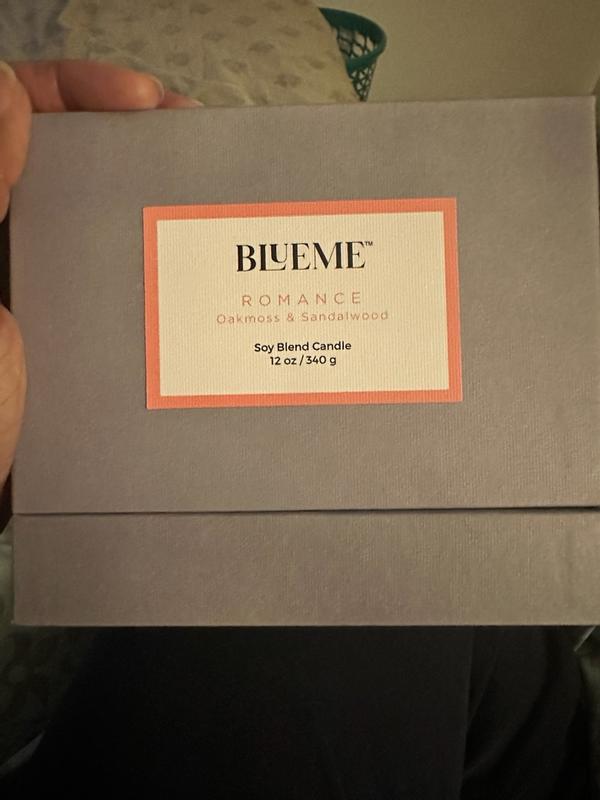 BLUEME™
ROMANCE
Oakmoss & Sandalwood
Soy Blend Candle
12 oz / 340 g